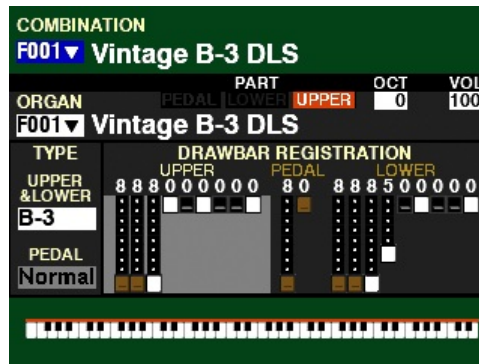 COMBINATION
F001▼ Vintage B-3 DLS
PART OCT VOL
ORGAN PEDAL LOWER UPPER 0 100
F001▼ Vintage B-3 DLS
TYPE DRAWBAR REGISTRATION
UPPER PEDAL LOWER
UPPER 888000000 80 888500000
&LOWER
B-3
PEDAL
Normal